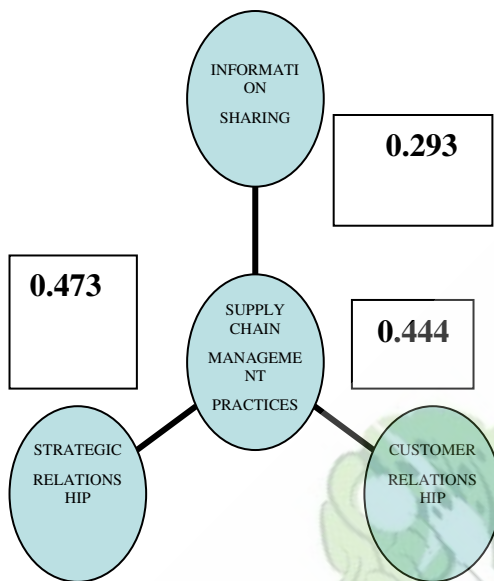 INFORMATI
ON
SHARING
0.293
0.473
SUPPLY
CHAIN
MANAGEME
NT
PRACTICES
0.444
STRATEGIC
RELATIONS
HIP
CUSTOMER
RELATIONS
HIP